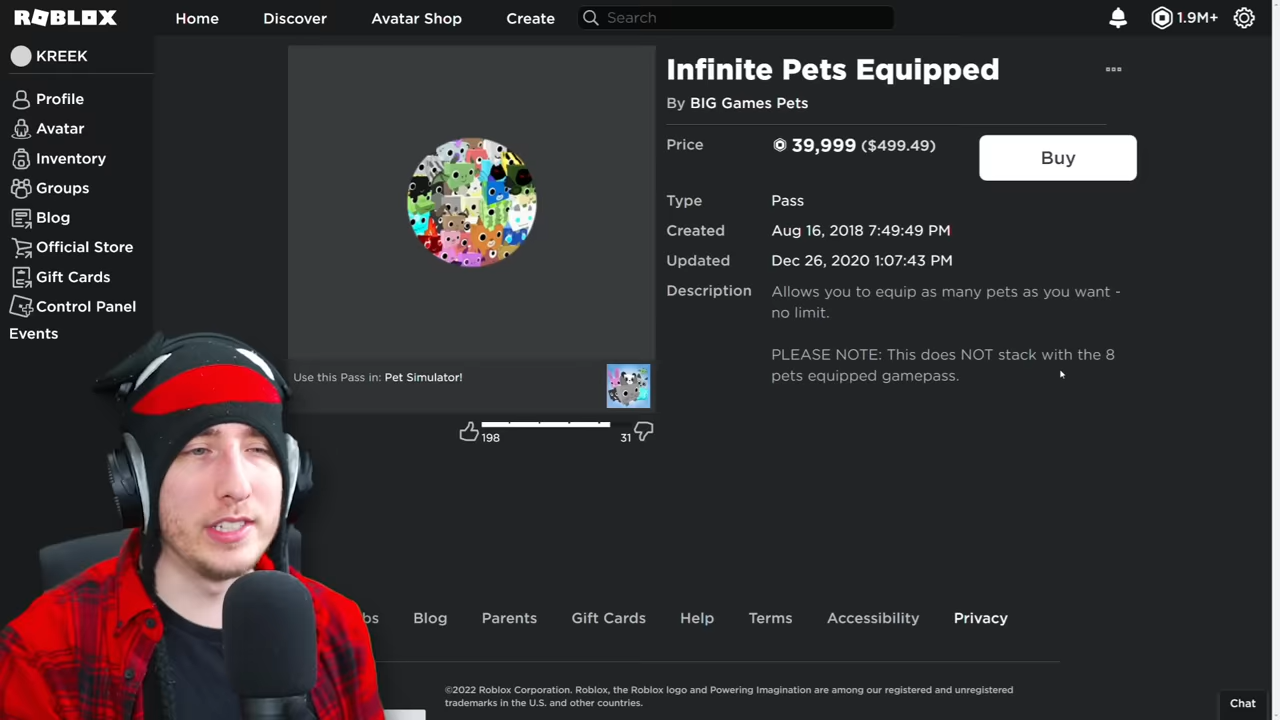 ROBLOX
Home
Discover
Avatar Shop
Create
Search
1.9M+
KREEK
Profile
Avatar
Inventory
Groups
Blog
Official Store
Gift Cards
Control Panel
Events
Infinite Pets Equipped
By BIG Games Pets
Price 39,999 ($499.49)
Buy
Type Pass
Created Aug 16, 2018 7:49:49 PM
Updated Dec 26, 2020 1:07:43 PM
Description Allows you to equip as many pets as you want -
no limit.
PLEASE NOTE: This does NOT stack with the 8
pets equipped gamepass.
Use this Pass in: Pet Simulator!
198
31
bs Blog Parents Gift Cards Help Terms Accessibility Privacy
©2022 Roblox Corporation. Roblox, the Roblox logo and Powering Imagination are among our registered and unregistered
trademarks in the U.S. and other countries.
Chat